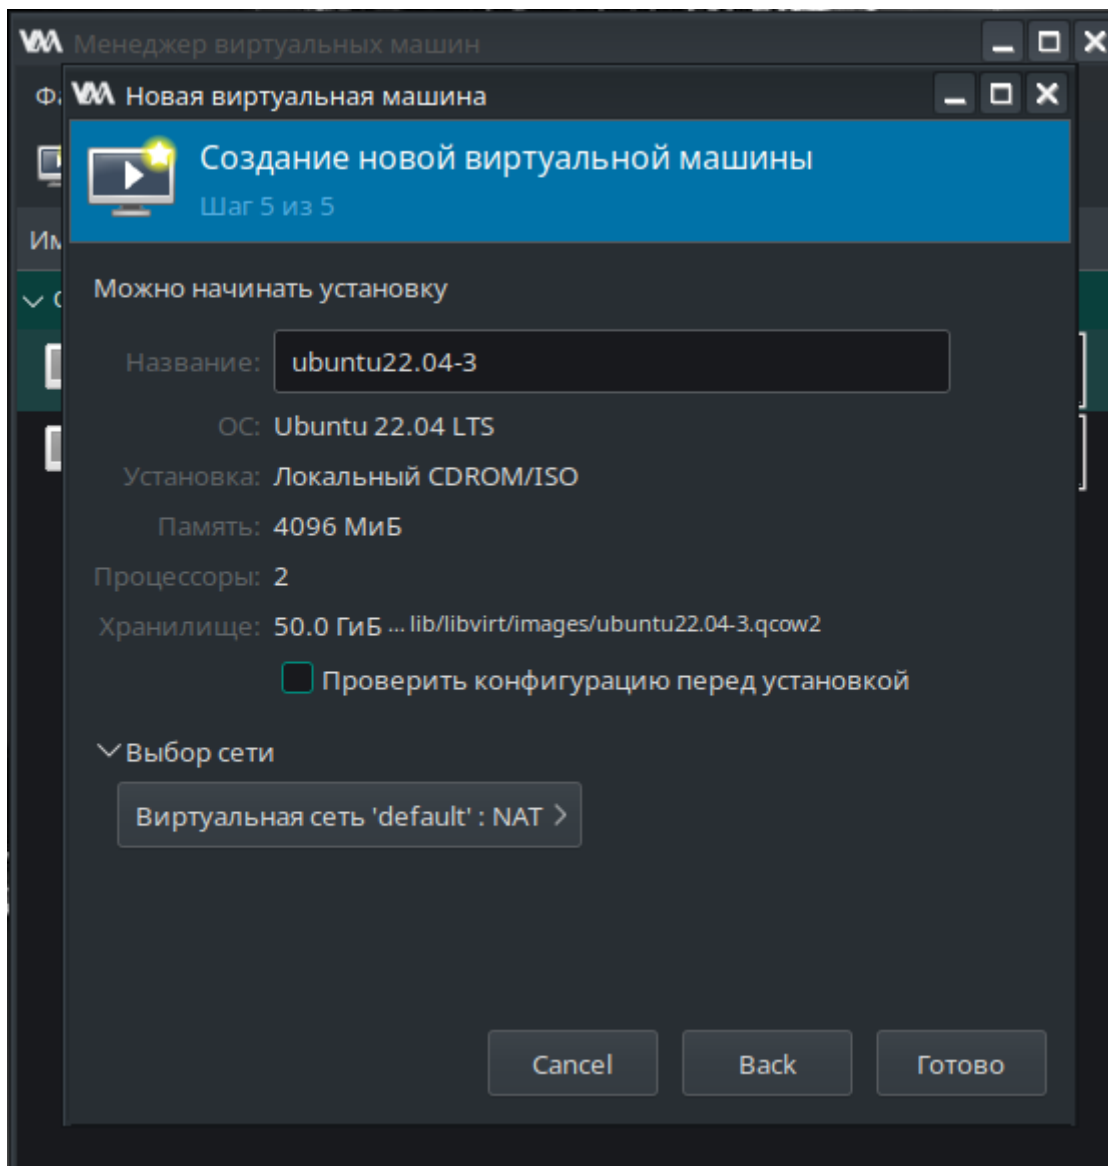 Менеджер виртуальных машин
Новая виртуальная машина
Создание новой виртуальной машины
Шаг 5 из 5
Можно начинать установку
Название: ubuntu22.04-3
ОС: Ubuntu 22.04 LTS
Установка: Локальный CDROM/ISO
Память: 4096 МиБ
Процессоры: 2
Хранилище: 50.0 ГиБ ... lib/libvirt/images/ubuntu22.04-3.qcow2
Проверить конфигурацию перед установкой
Выбор сети
Виртуальная сеть 'default' : NAT
Cancel Back Готово